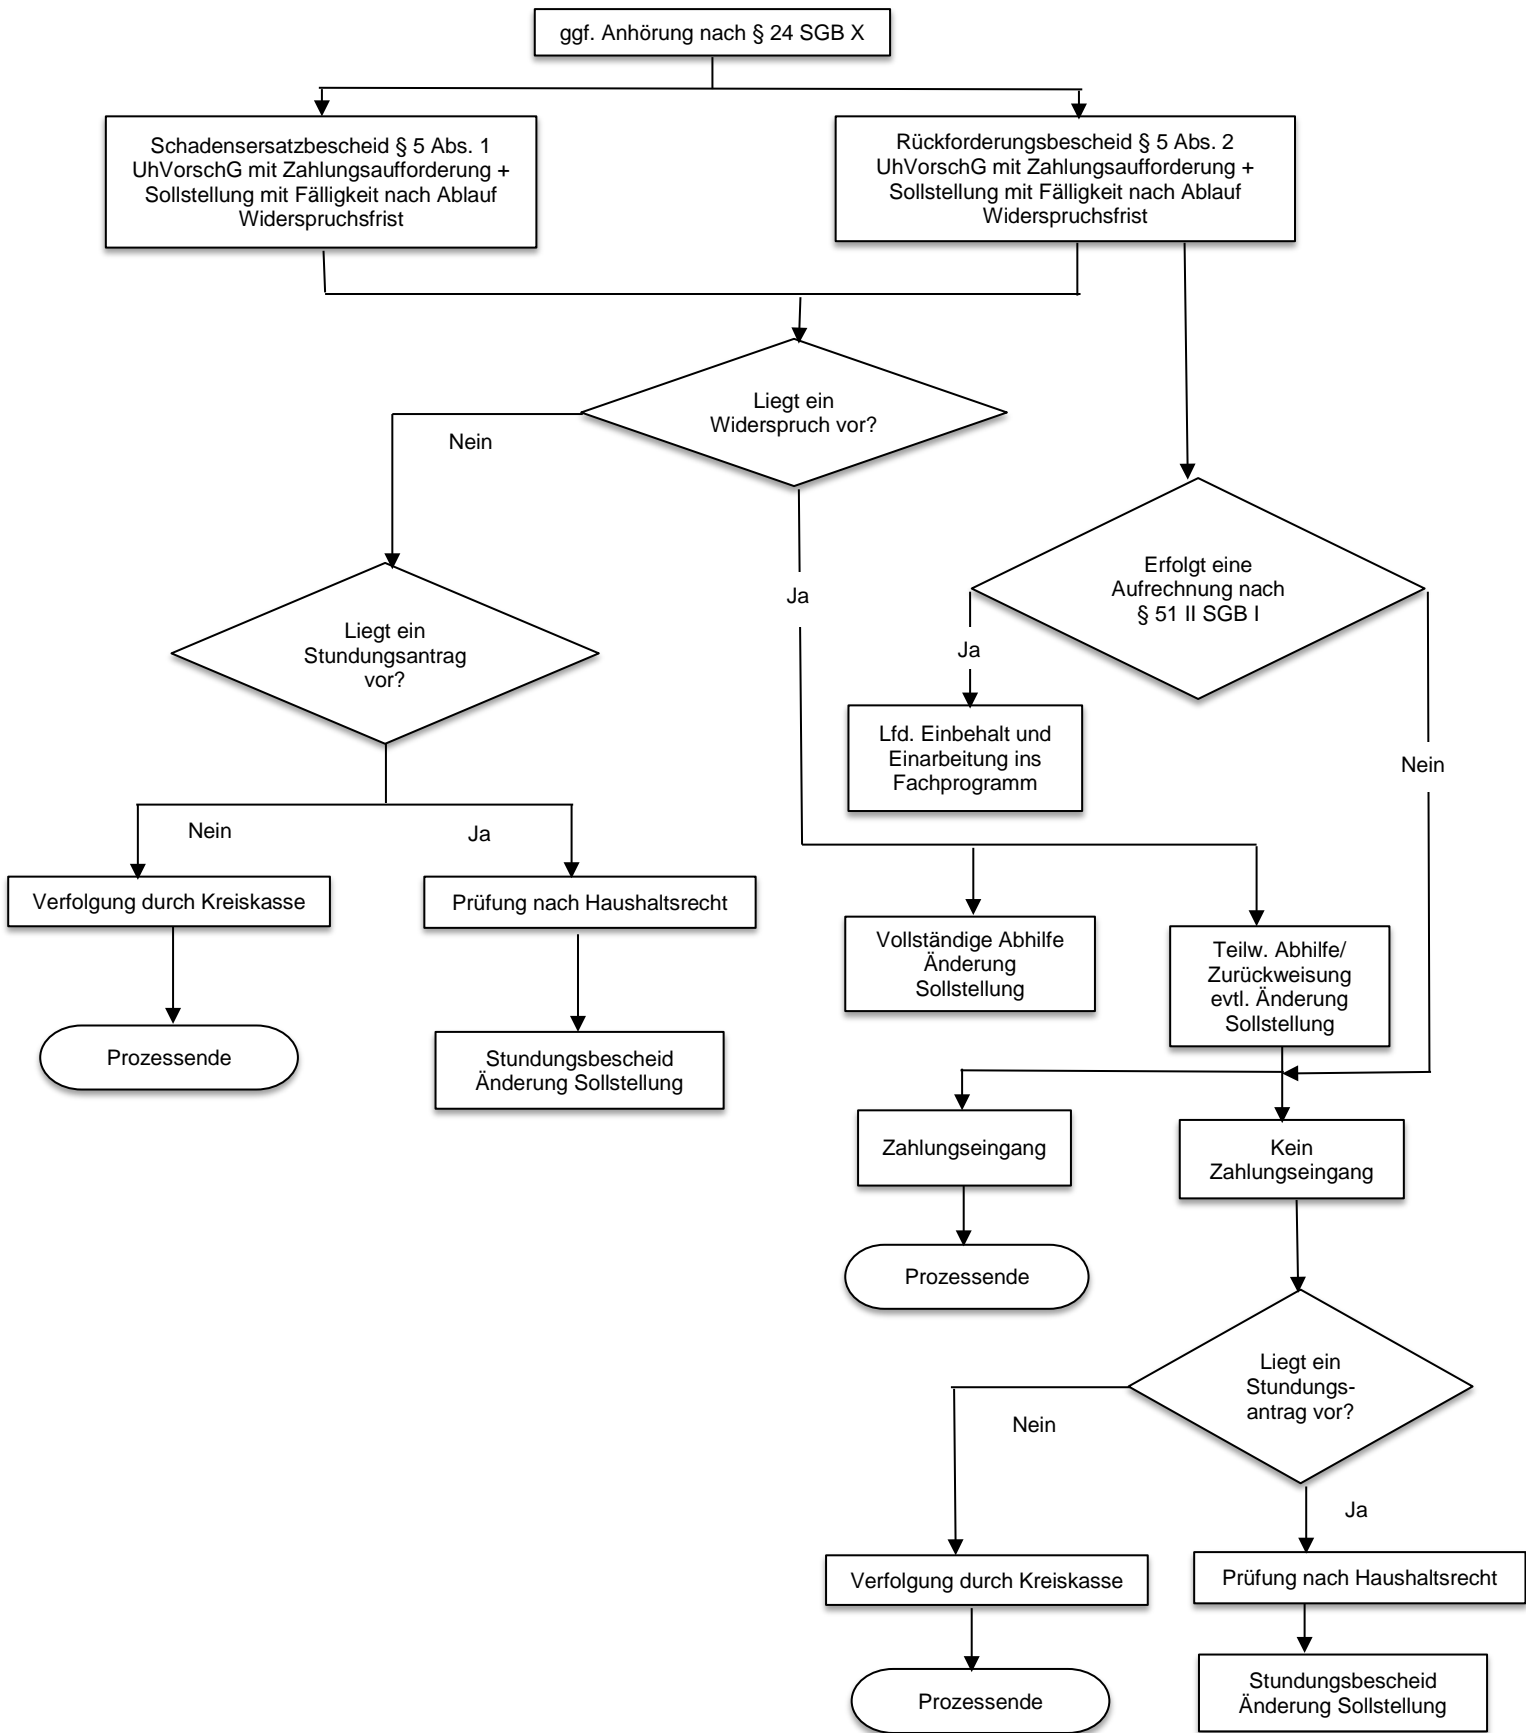 ggf. Anhörung nach § 24 SGB X
Schadensersatzbescheid § 5 Abs. 1
UhVorschG mit Zahlungsaufforderung +
Sollstellung mit Fälligkeit nach Ablauf
Widerspruchsfrist
Rückforderungsbescheid § 5 Abs. 2
UhVorschG mit Zahlungsaufforderung +
Sollstellung mit Fälligkeit nach Ablauf
Widerspruchsfrist
Liegt ein
Widerspruch vor?
Nein
Ja
Erfolgt eine
Aufrechnung nach
§ 51 II SGB I
Liegt ein
Stundungsantrag
vor?
Ja
Lfd. Einbehalt und
Einarbeitung ins
Fachprogramm
Nein
Nein
Ja
Verfolgung durch Kreiskasse
Prüfung nach Haushaltsrecht
Vollständige Abhilfe
Änderung
Sollstellung
Teilw. Abhilfe/
Zurückweisung
evtl. Änderung
Sollstellung
Prozessende
Stundungsbescheid
Änderung Sollstellung
Zahlungseingang
Kein
Zahlungseingang
Prozessende
Liegt ein
Stundungs-
antrag vor?
Nein
Ja
Verfolgung durch Kreiskasse
Prüfung nach Haushaltsrecht
Prozessende
Stundungsbescheid
Änderung Sollstellung